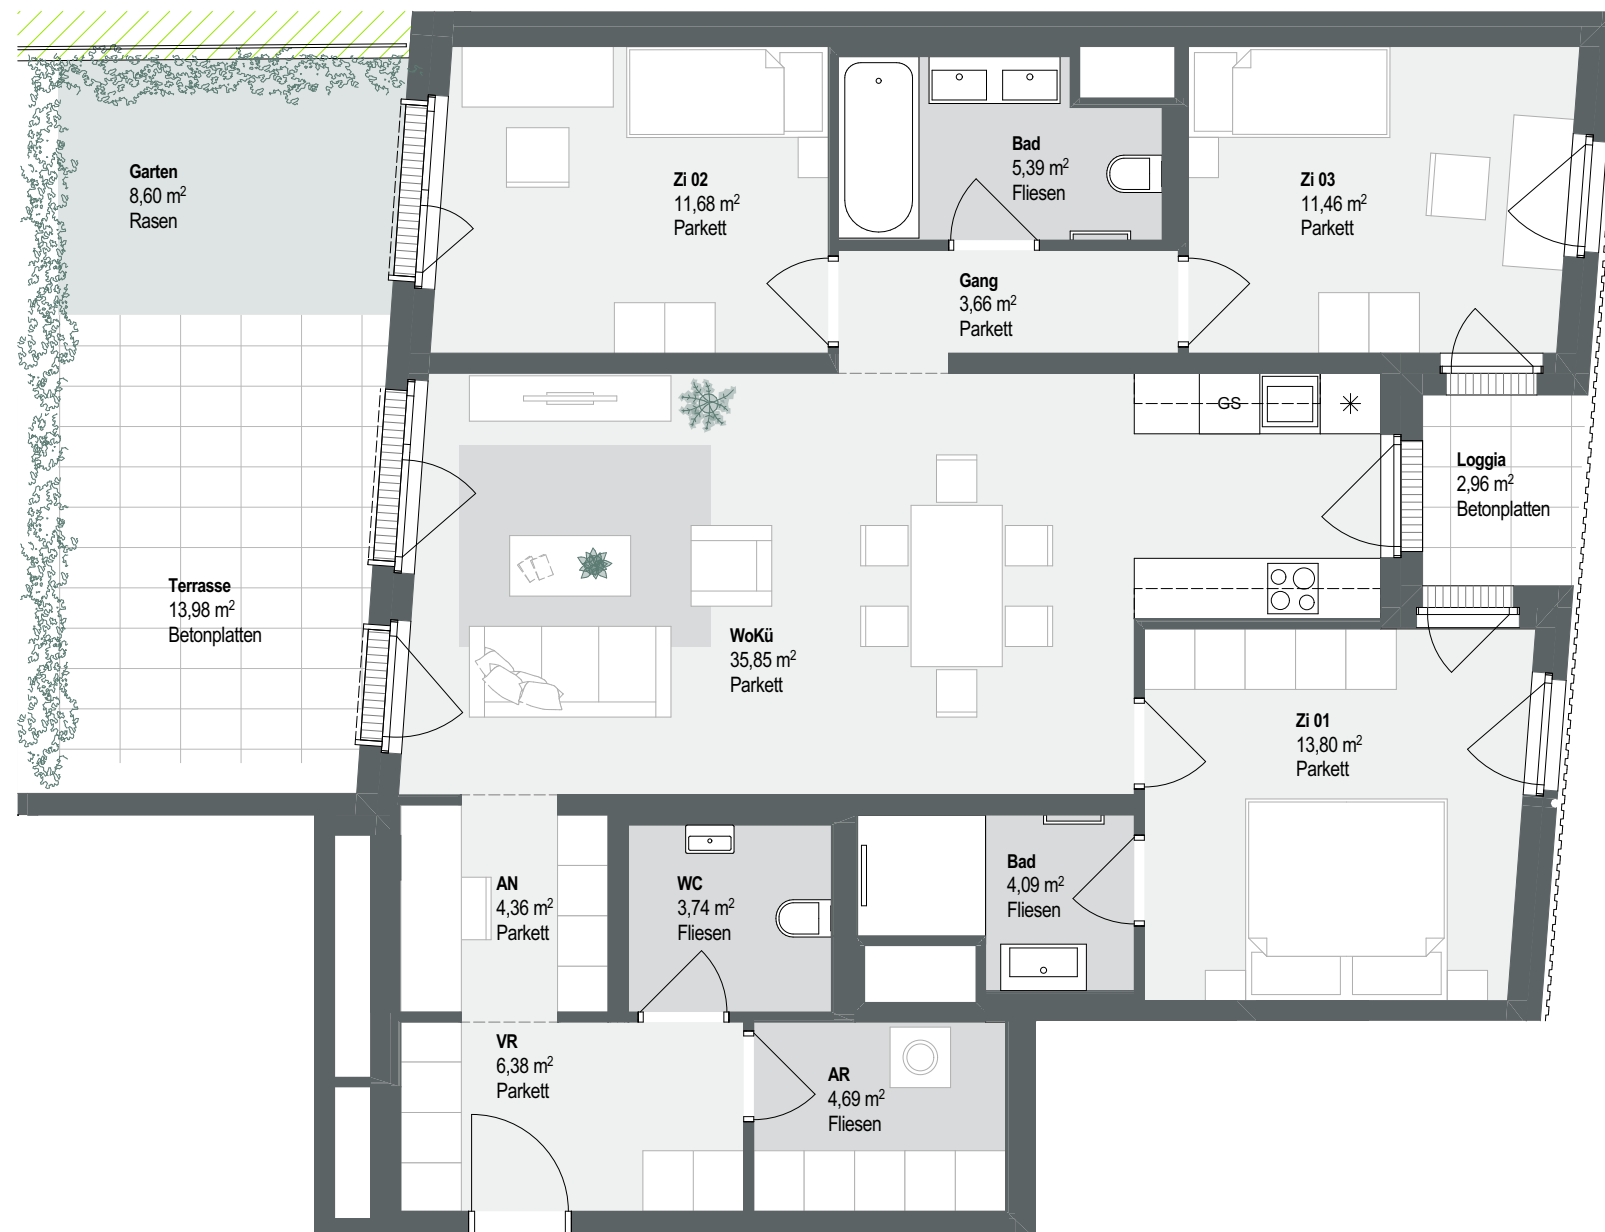 Garten
8,60 m²
Rasen
Zi 02
11,68 m²
Parkett
Bad
5,39 m²
Fliesen
Zi 03
11,46 m²
Parkett
Gang
3,66 m²
Parkett
GS
Loggia
2,96 m²
Betonplatten
Terrasse
13,98 m²
Betonplatten
WoKü
35,85 m²
Parkett
Zi 01
13,80 m²
Parkett
AN
4,36 m²
Parkett
WC
3,74 m²
Fliesen
Bad
4,09 m²
Fliesen
VR
6,38 m²
Parkett
AR
4,69 m²
Fliesen